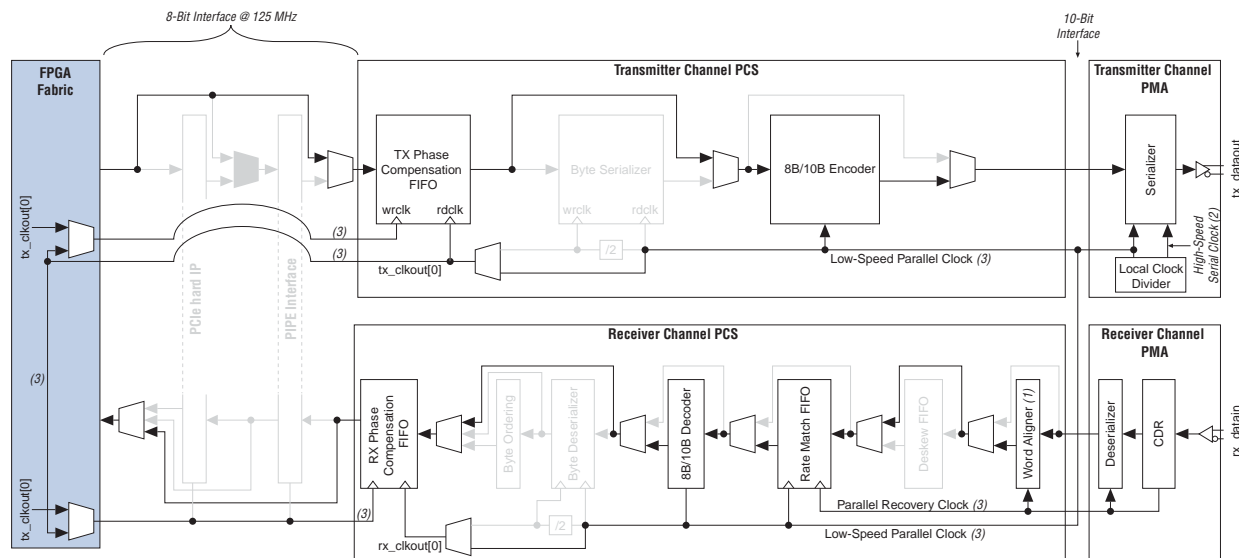 8-Bit Interface @ 125 MHz
10-Bit
Interface
FPGA
Fabric
Transmitter Channel PCS
Transmitter Channel
PMA
TX Phase
Compensation
FIFO
wrclk
rdclk
Byte Serializer
wrclk
rdclk
/2
8B/10B Encoder
Serializer
tx_dataout
High-Speed
Serial Clock (2)
tx_clkout[0]
(3)
(3)
tx_clkout[0]
Low-Speed Parallel Clock (3)
Local Clock
Divider
PCIe hard IP
PIPE Interface
(3)
Receiver Channel PCS
Receiver Channel
PMA
RX Phase
Compensation
FIFO
Byte Ordering
Byte Deserializer
8B/10B Decoder
Rate Match FIFO
Deskew FIFO
Word Aligner (1)
Deserializer
CDR
rx_datain
tx_clkout[0]
(3)
/2
Parallel Recovery Clock (3)
rx_clkout[0]
Low-Speed Parallel Clock (3)